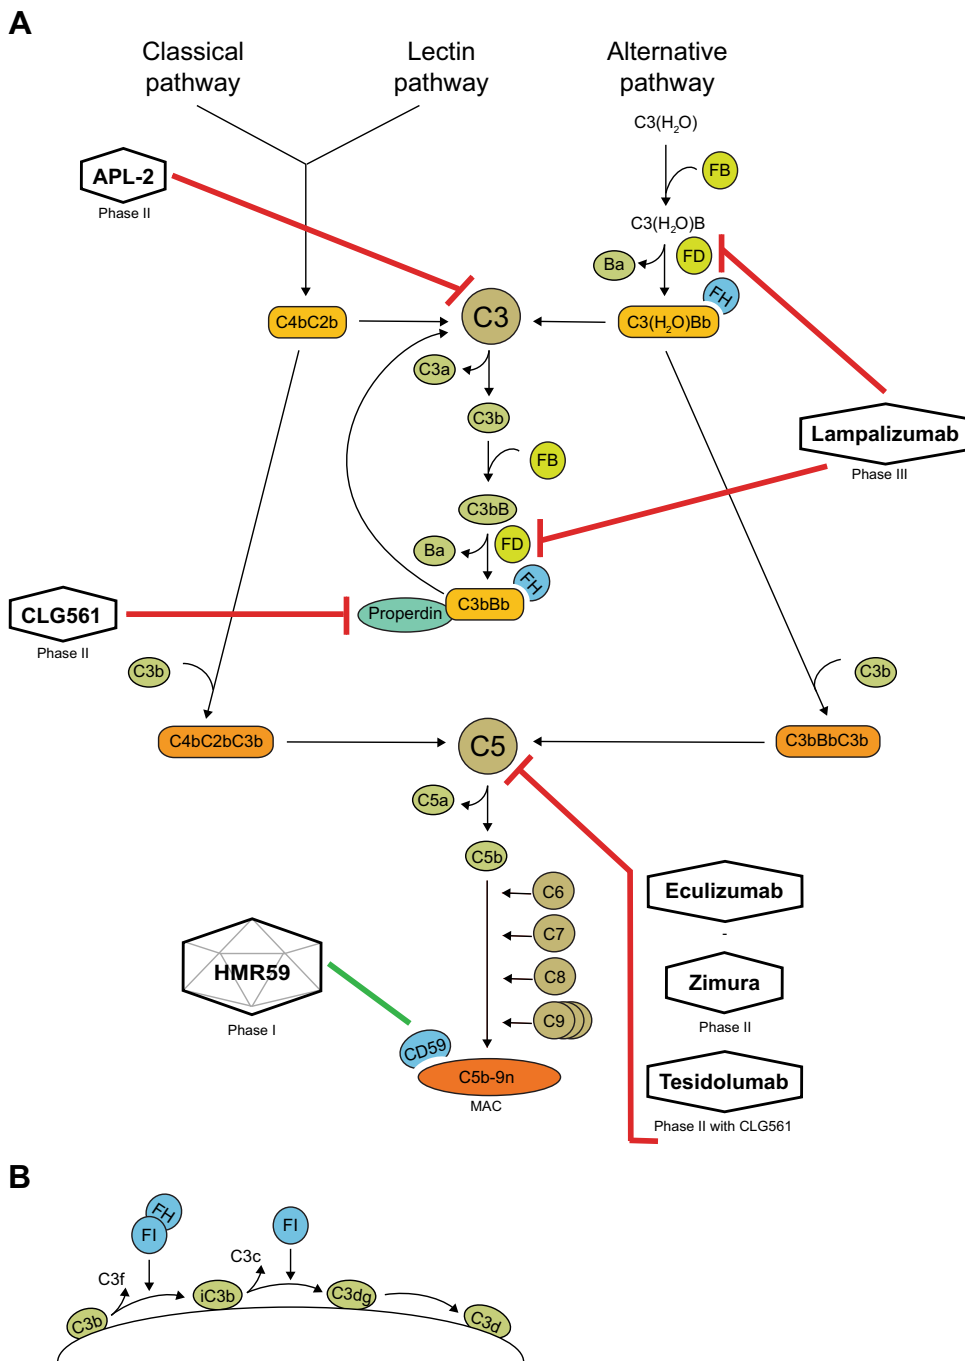 A
Classical
pathway
Lectin
pathway
Alternative
pathway
C3(H₂O)
FB
APL-2
Phase II
C3(H₂O)B
Ba
FD
FH
C4bC2b
C3
C3(H₂O)Bb
C3a
C3b
Lampalizumab
Phase III
FB
C3bB
Ba
FD
FH
CLG561
Phase II
Properdin
C3bBb
C3b
C3b
C4bC2bC3b
C5
C3bBbC3b
C5a
C5b
Eculizumab
-
C6
C7
C8
C9
HMR59
Phase I
Zimura
Phase II
CD59
C5b-9n
MAC
Tesidolumab
Phase II with CLG561
B
FH
FI
FI
C3f
C3c
C3b
iC3b
C3dg
C3d